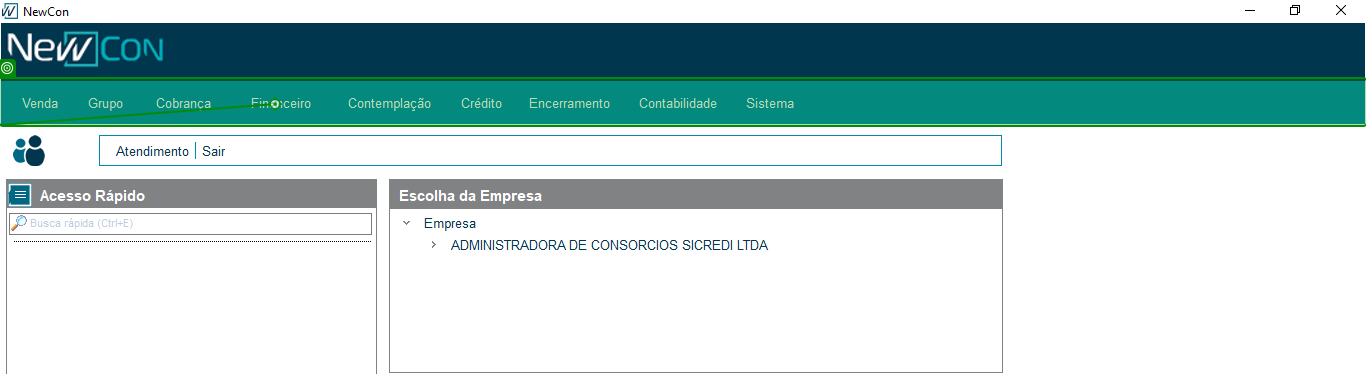 NewCon
NewCon
Venda Grupo Cobrança Financeiro Contemplação Crédito Encerramento Contabilidade Sistema
Atendimento | Sair
Acesso Rápido
Busca rápida (Ctrl+E)
Escolha da Empresa
Empresa
ADMINISTRADORA DE CONSORCIOS SICREDI LTDA